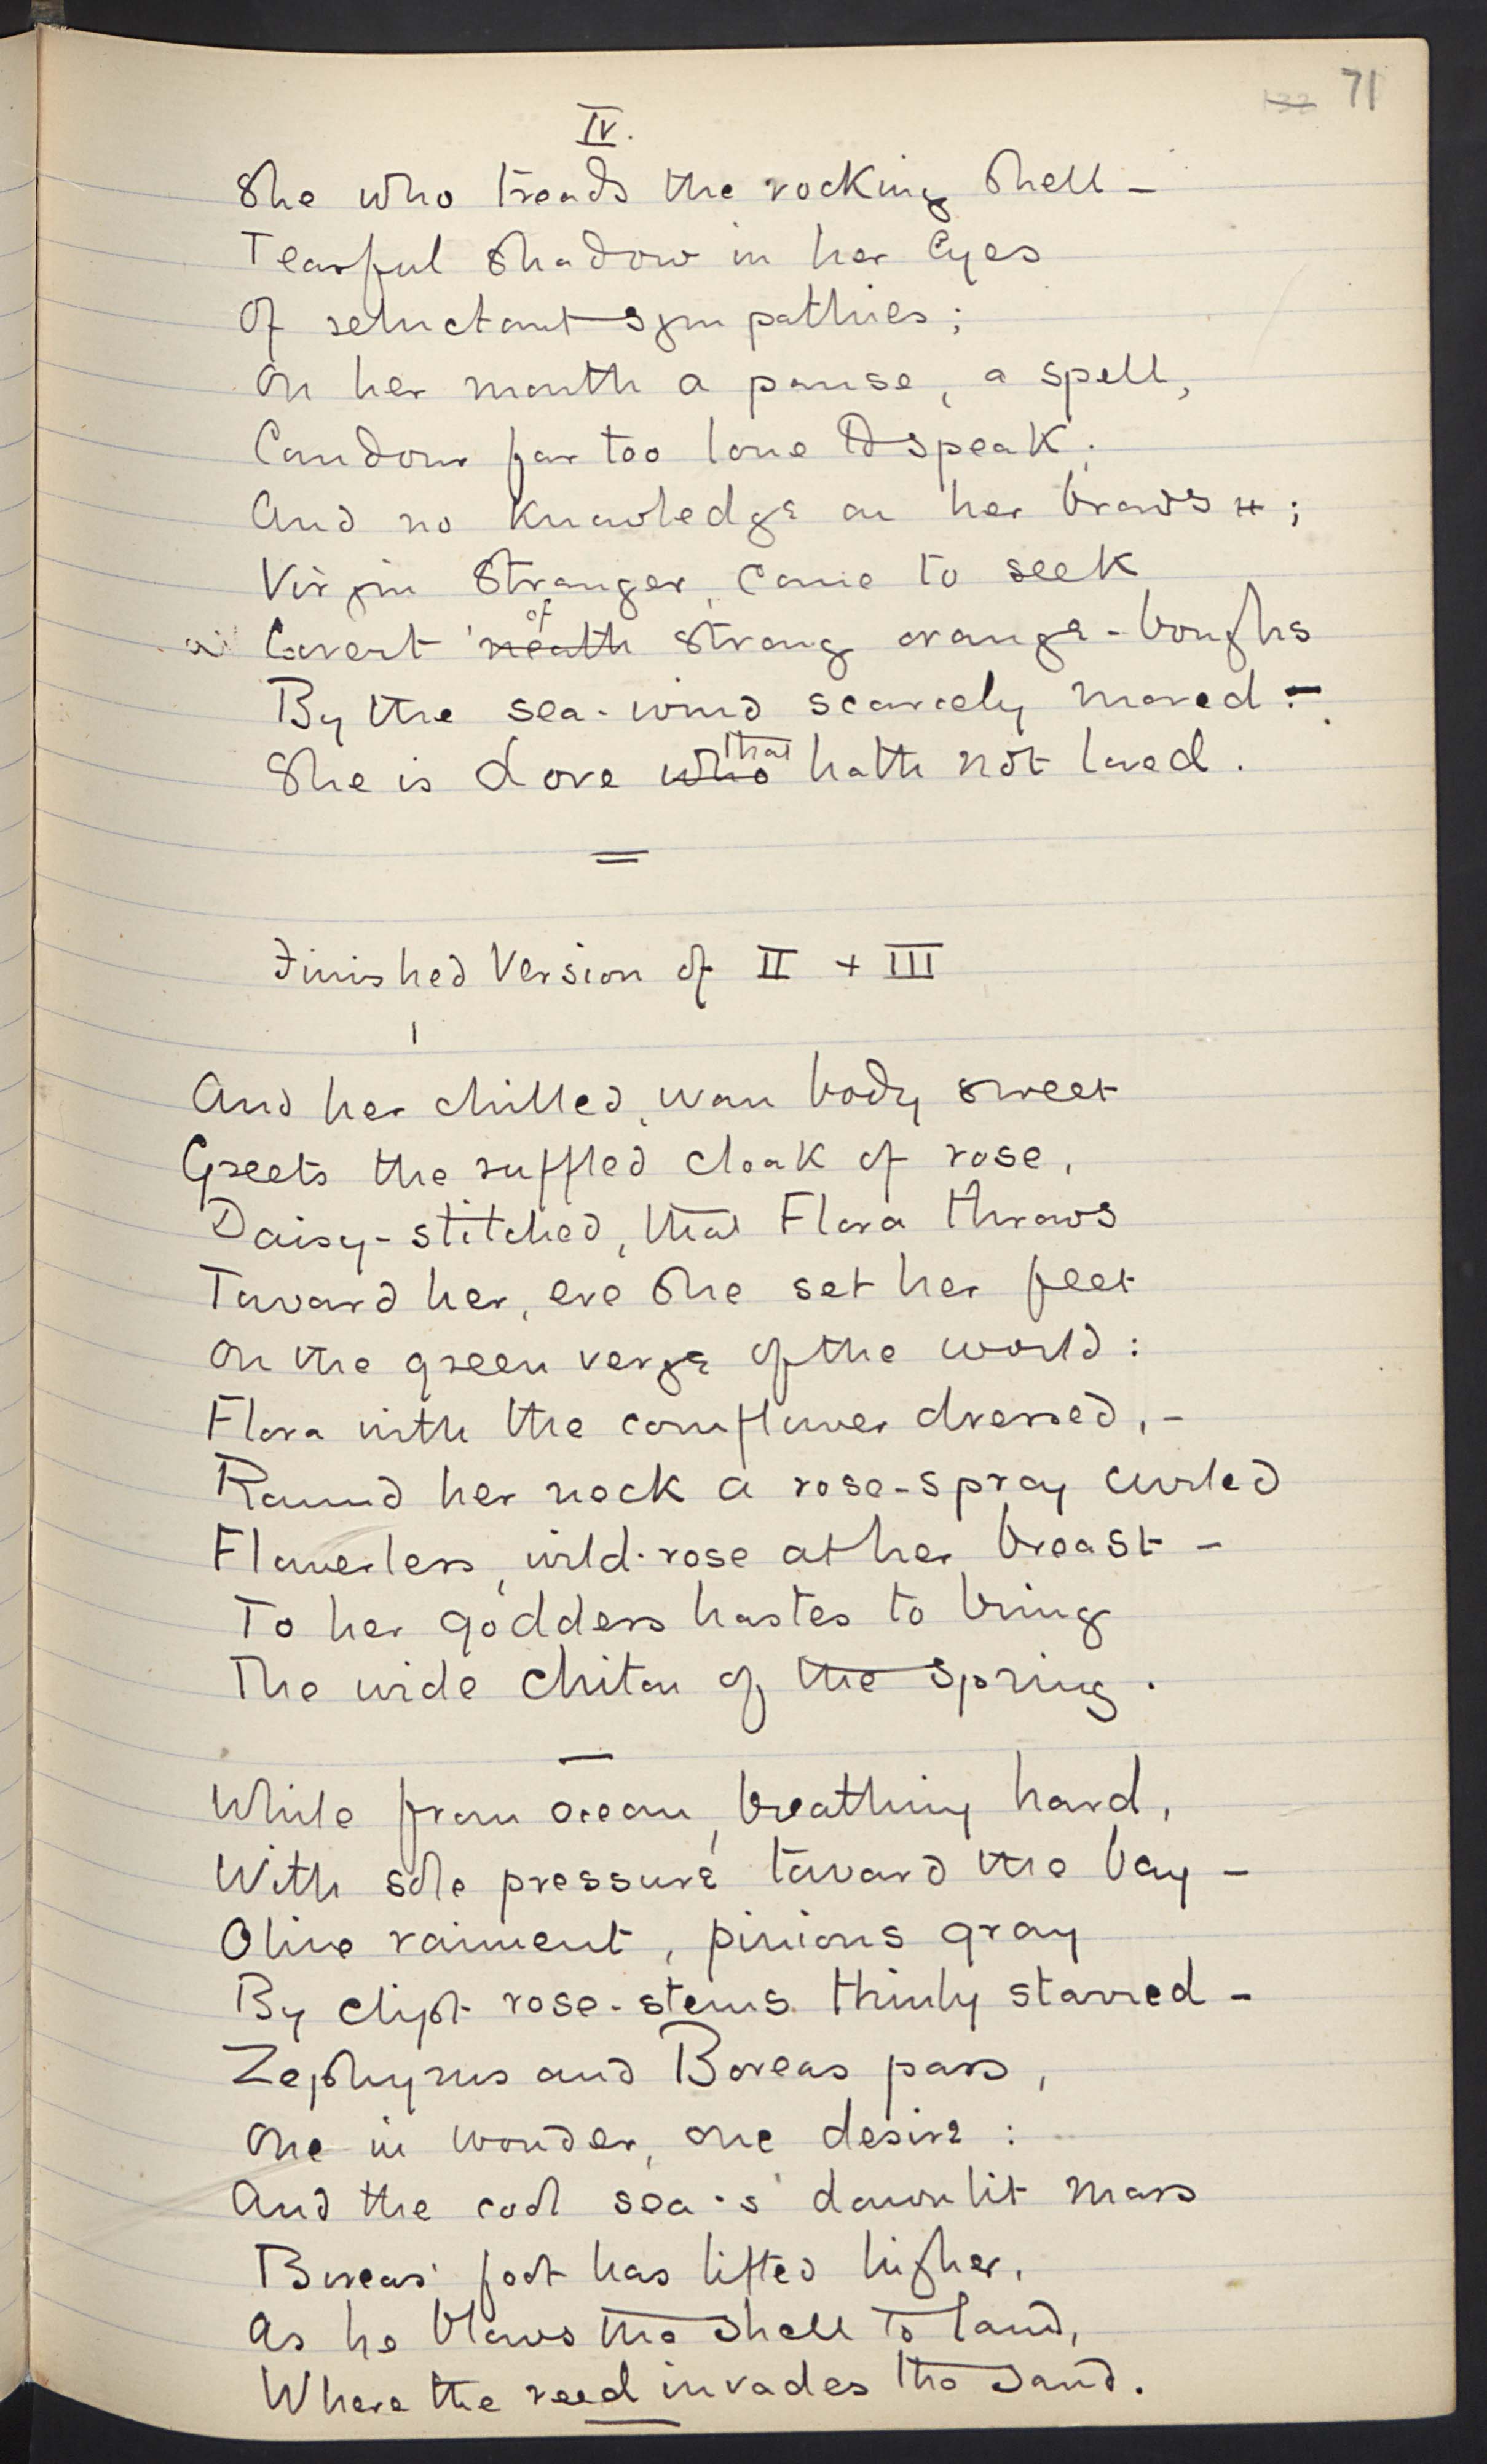 71
IV.
She who treads the rocking shell –
Tearful shadow in her eyes
Of reluctant sympathies;
On her mouth a pause, a spell,
Candour far too lone to speak;
And no knowledge on her brows;
Virgin stranger, come to seek
of
Covert 'neath strong orange-boughs
By the sea-wind scarcely moved –
that
She is Love who hath not loved.
Finished Version of II + III
1
And her chilled, wan body sweet
Greets the ruffled cloak of rose,
Daisy-stitched, that Flora throws
Toward her, ere she set her feet
On the green verge of the world:
Flora with the cornflower dressed, –
Round her neck a rose-spray curled
Flowerless, wild-rose at her breast –
To her goddess hastes to bring
The wide chiton of the spring.
While from ocean, breathing hard,
With sole pressure toward the bay –
Olive raiment, pinions gray
By clipt rose-stems thinly starred –
Zephyrus and Boreas pass,
One in wonder, one desire:
And the cool sea's dawnlit mass
Boreas' foot has lifted higher,
As he blows the shell to land,
Where the reed invades the sand.